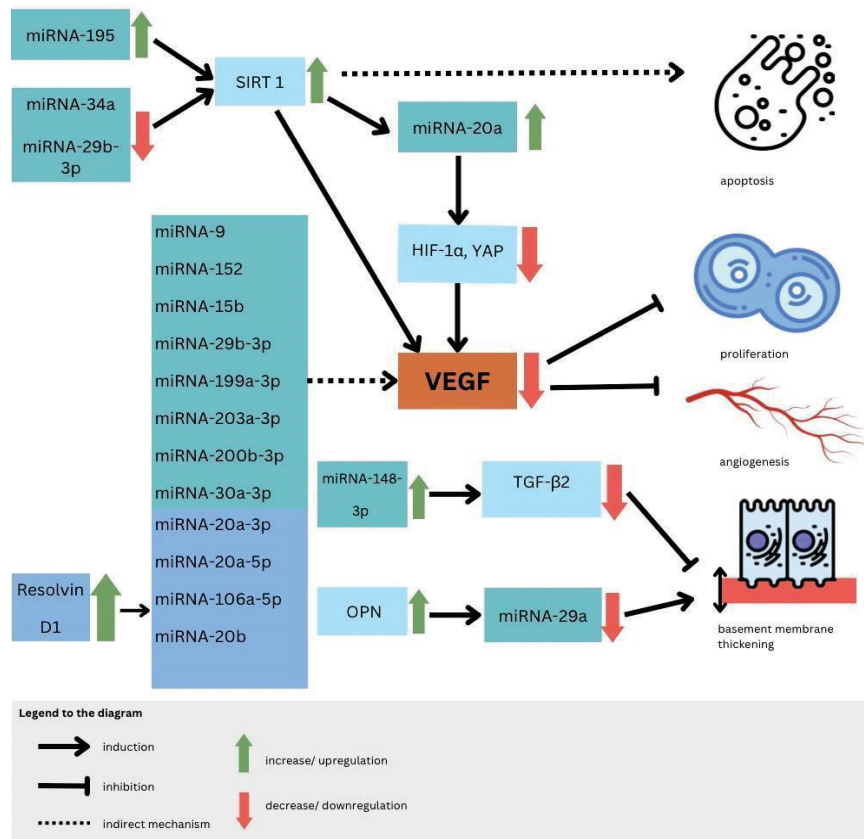 miRNA-195
SIRT 1
miRNA-34a
miRNA-29b-
3p
miRNA-20a
apoptosis
miRNA-9
miRNA-152
miRNA-15b
miRNA-29b-3p
miRNA-199a-3p
miRNA-203a-3p
miRNA-200b-3p
miRNA-30a-3p
miRNA-20a-3p
miRNA-20a-5p
miRNA-106a-5p
miRNA-20b
HIF-1α, YAP
proliferation
VEGF
angiogenesis
miRNA-148-
3p
TGF-β2
Resolvin
D1
OPN
miRNA-29a
basement membrane
thickening
Legend to the diagram
induction
inhibition
indirect mechanism
increase/ upregulation
decrease/ downregulation